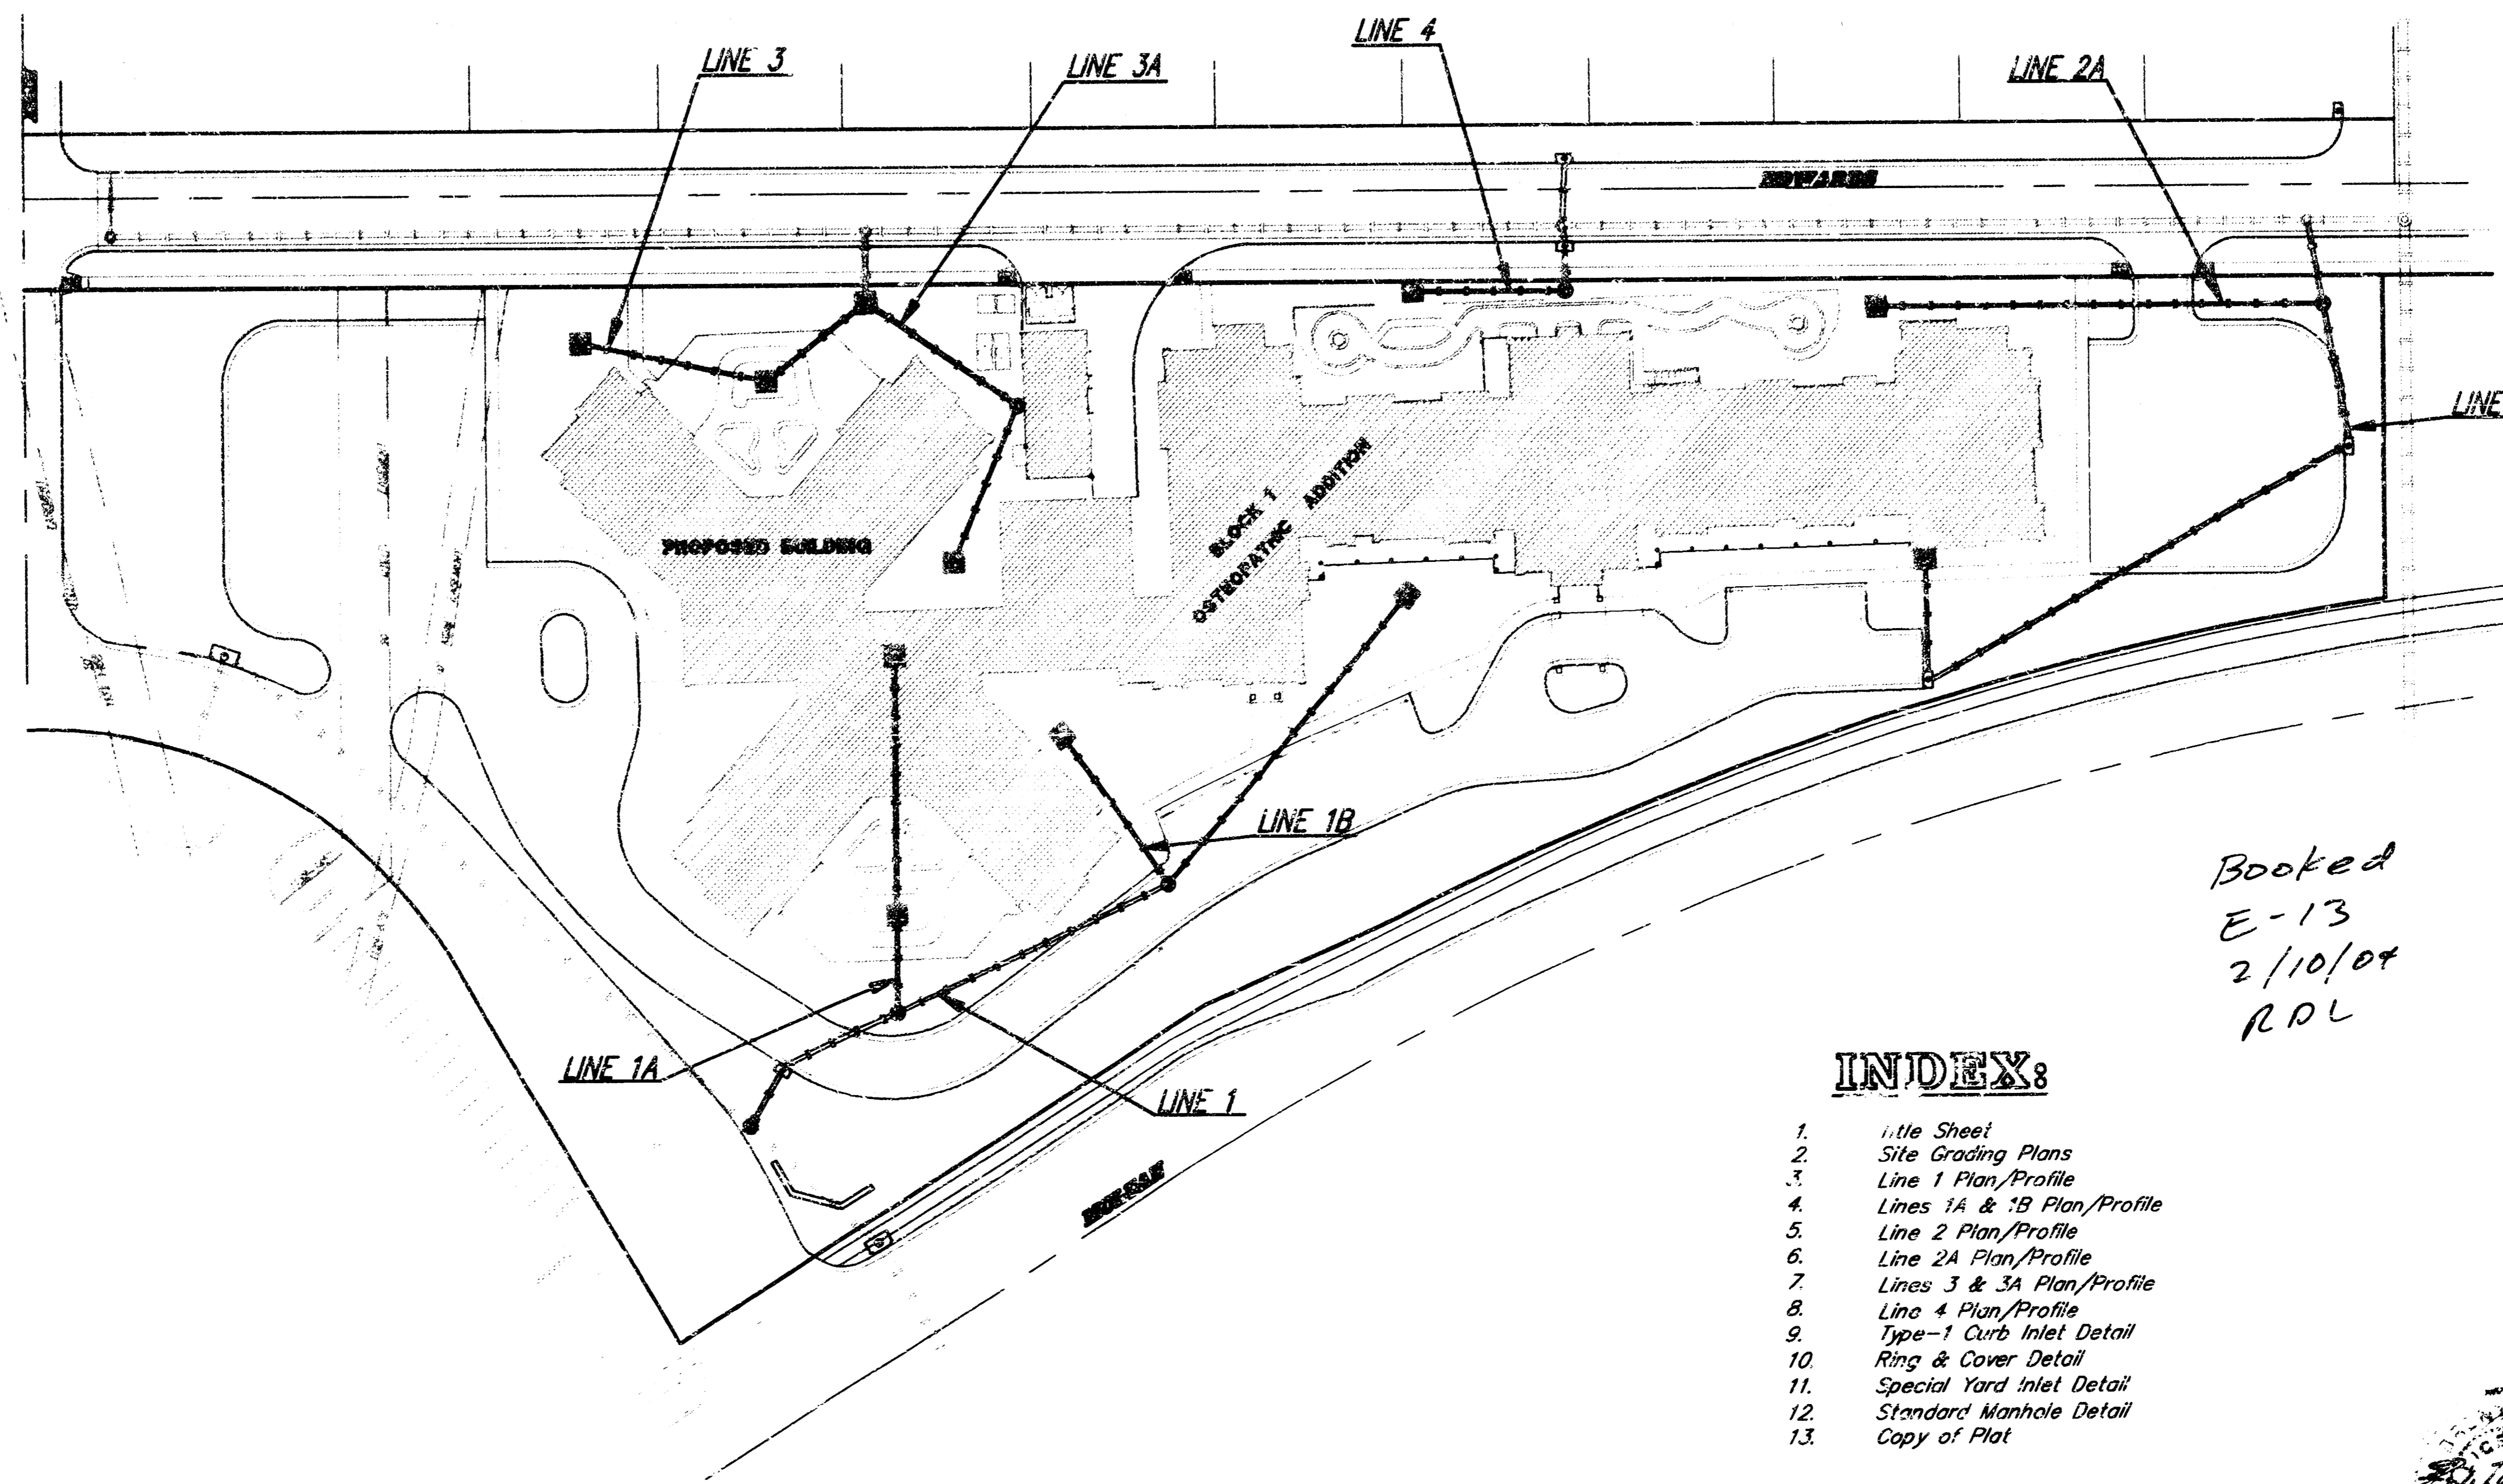 LINE 4
LINE 3
LINE 3A
LINE 2A
EDWARDS
LINE
PROPOSED BUILDING
BLOCK 1
OSTEOPATHIC ADDITION
LINE 1B
LINE 1A
LINE 1
Booked
E-13
2/10/04
RDL
INDEX:
1. Title Sheet
2. Site Grading Plans
3. Line 1 Plan/Profile
4. Lines 1A & 1B Plan/Profile
5. Line 2 Plan/Profile
6. Line 2A Plan/Profile
7. Lines 3 & 3A Plan/Profile
8. Line 4 Plan/Profile
9. Type-1 Curb Inlet Detail
10. Ring & Cover Detail
11. Special Yard Inlet Detail
12. Standard Manhole Detail
13. Copy of Plat